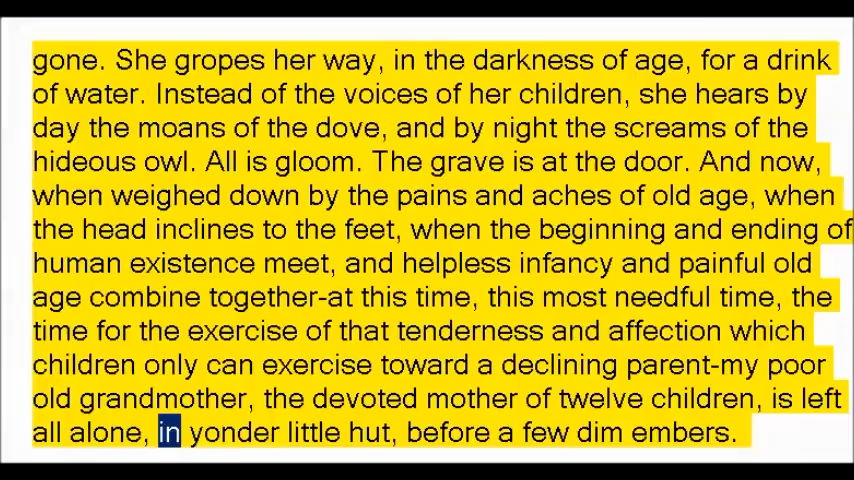 gone. She gropes her way, in the darkness of age, for a drink
of water. Instead of the voices of her children, she hears by
day the moans of the dove, and by night the screams of the
hideous owl. All is gloom. The grave is at the door. And now,
when weighed down by the pains and aches of old age, when
the head inclines to the feet, when the beginning and ending of
human existence meet, and helpless infancy and painful old
age combine together-at this time, this most needful time, the
time for the exercise of that tenderness and affection which
children only can exercise toward a declining parent-my poor
old grandmother, the devoted mother of twelve children, is left
all alone, in yonder little hut, before a few dim embers.